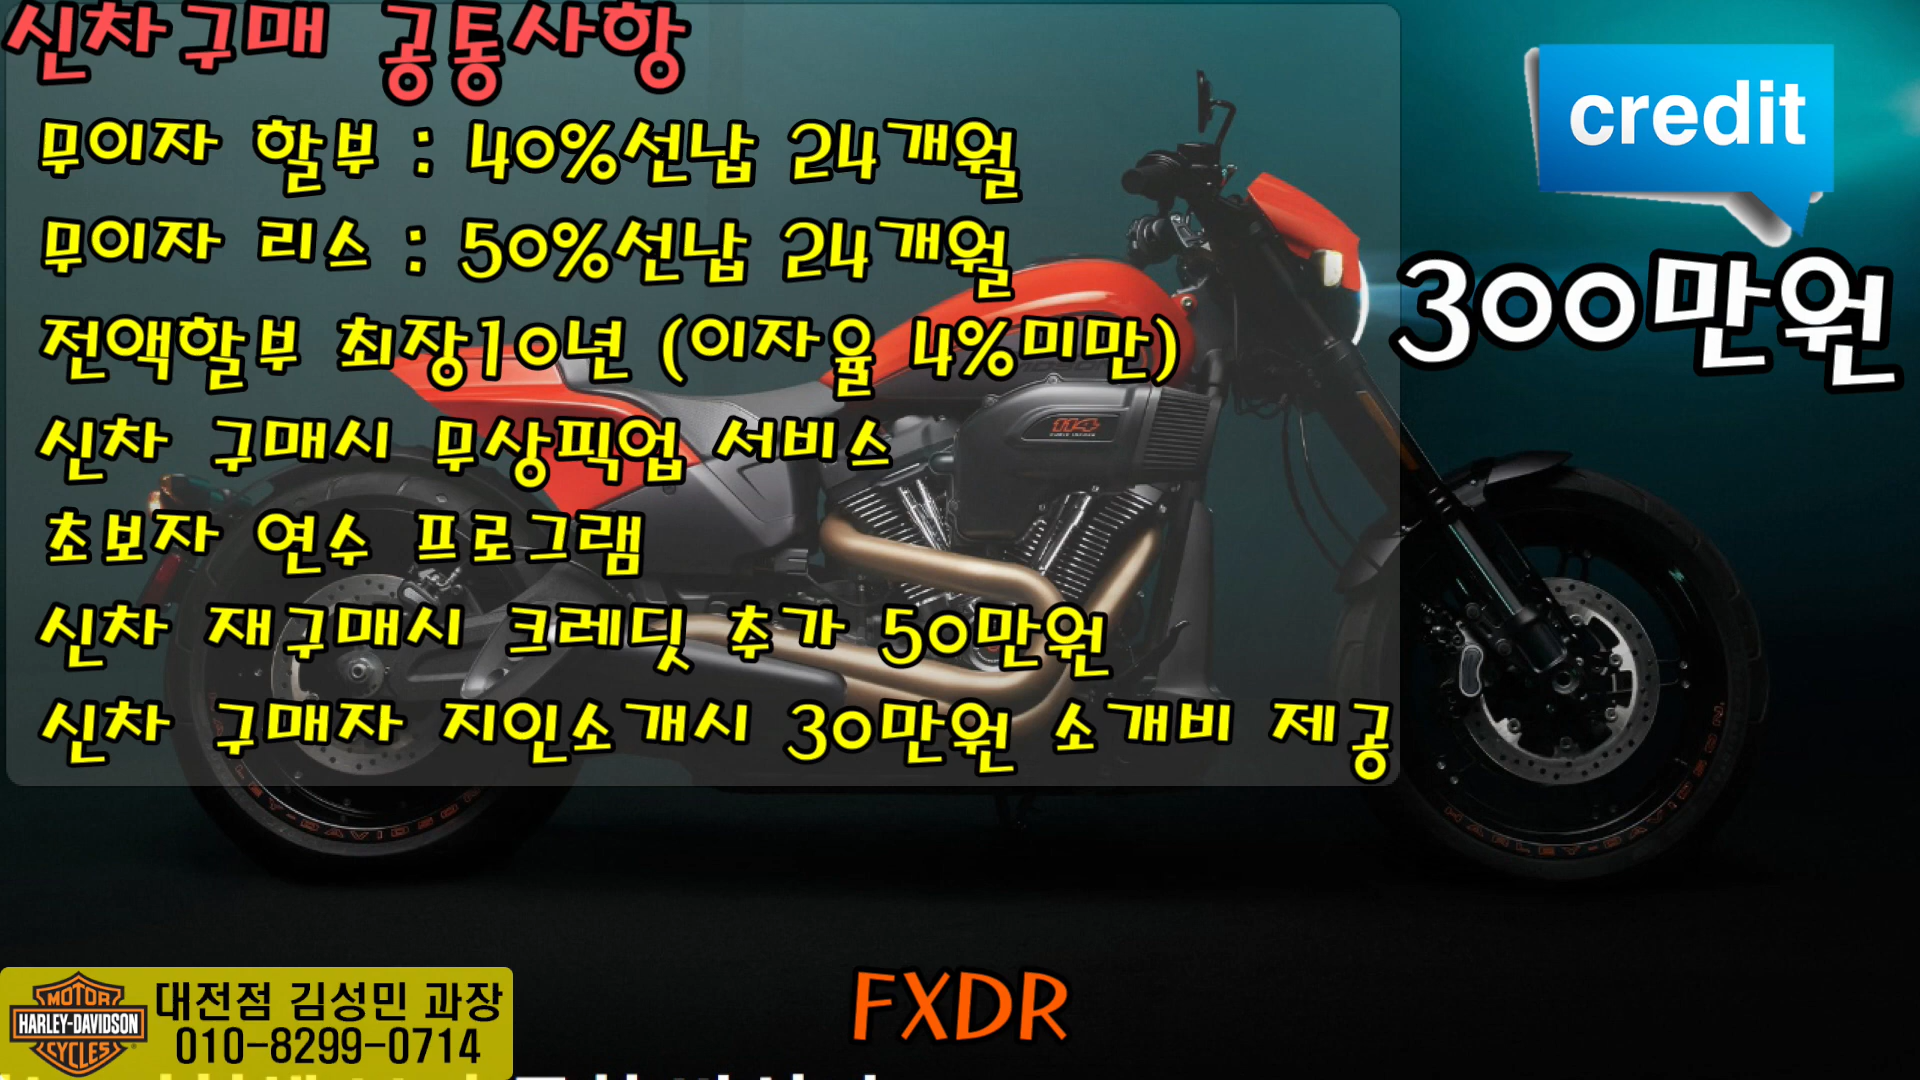 신차구매 공통사항
무이자 할부 : 40%선납 24개월
무이자 리스 : 50%선납 24개월
전액할부 최장10년 (이자율 4%미만)
신차 구매시 무상픽업 서비스
초보자 연수 프로그램
신차 재구매시 크레딧 추가 50만원
신차 구매자 지인소개시 30만원 소개비 제공
credit
300만원
114
HARLEY-DAVIDSON
FXDR
MOTOR
HARLEY-DAVIDSON
CYCLES
대전점 김성민 과장
010-8299-0714